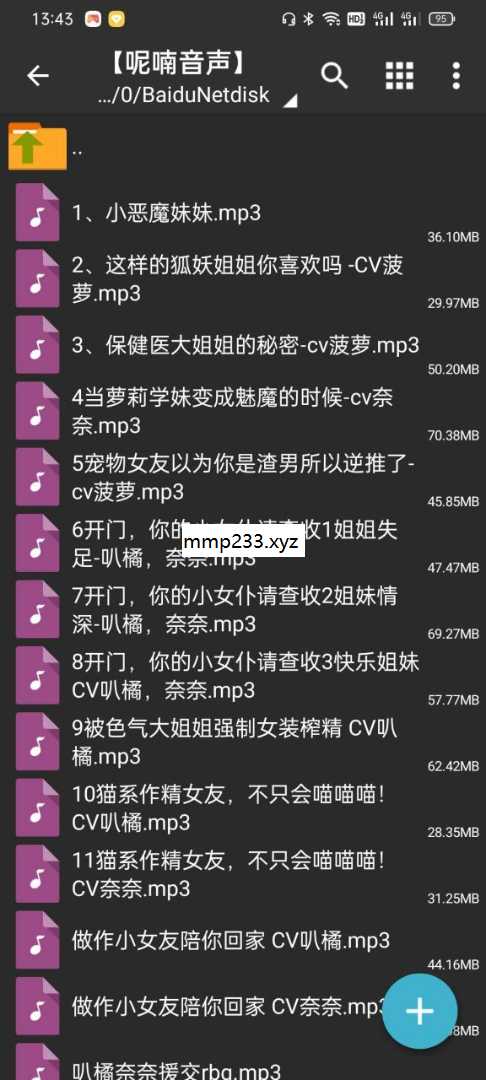 13:43
HD 4G 4G 95
【呢喃音声】
.../0/BaiduNetdisk
..
1、小恶魔妹妹.mp3
36.10MB
2、这样的狐妖姐姐你喜欢吗 -CV菠
萝.mp3
29.97MB
3、保健医大姐姐的秘密-cv菠萝.mp3
50.20MB
4当萝莉学妹变成魅魔的时候-cv奈
奈.mp3
70.38MB
5宠物女友以为你是渣男所以逆推了-
cv菠萝.mp3
45.85MB
6开门，你的小女仆请查收1姐姐失
mmp233.xyz
足-叭橘，奈奈.mp3
47.47MB
7开门，你的小女仆请查收2姐妹情
深-叭橘，奈奈.mp3
69.27MB
8开门，你的小女仆请查收3快乐姐妹
CV叭橘，奈奈.mp3
57.77MB
9被色气大姐姐强制女装榨精 CV叭
橘.mp3
62.42MB
10猫系作精女友，不只会喵喵喵！
CV叭橘.mp3
28.35MB
11猫系作精女友，不只会喵喵喵！
CV奈奈.mp3
31.25MB
做作小女友陪你回家 CV叭橘.mp3
44.16MB
做作小女友陪你回家 CV奈奈.mp3
8MB
叭橘奈奈援交rbq.mp3